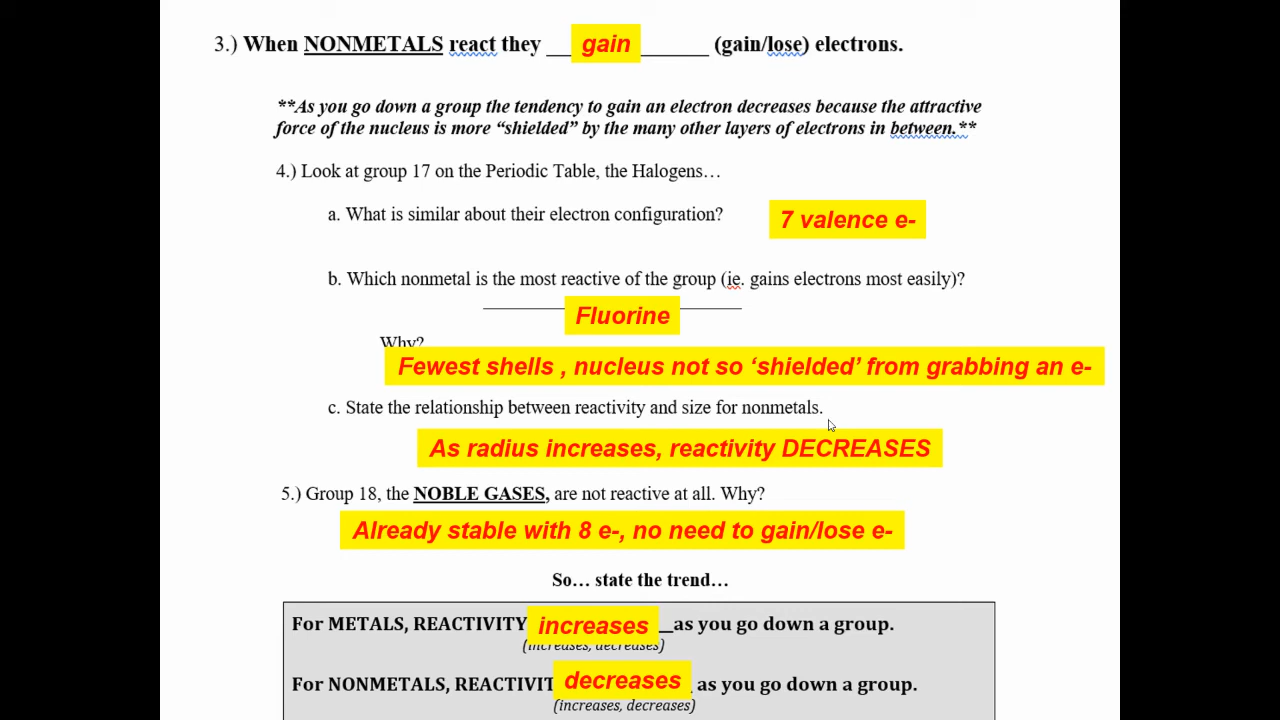 3.) When NONMETALS react they ___ gain _______ (gain/lose) electrons.
**As you go down a group the tendency to gain an electron decreases because the attractive
force of the nucleus is more “shielded” by the many other layers of electrons in between.**
4.) Look at group 17 on the Periodic Table, the Halogens…
a. What is similar about their electron configuration? 7 valence e-
b. Which nonmetal is the most reactive of the group (ie. gains electrons most easily)?
Fluorine
Why?
Fewest shells , nucleus not so ‘shielded’ from grabbing an e-
c. State the relationship between reactivity and size for nonmetals.
As radius increases, reactivity DECREASES
5.) Group 18, the NOBLE GASES, are not reactive at all. Why?
Already stable with 8 e-, no need to gain/lose e-
So… state the trend…
For METALS, REACTIVITY increases _as you go down a group.
(increases, decreases)
For NONMETALS, REACTIVIT decreases as you go down a group.
(increases, decreases)